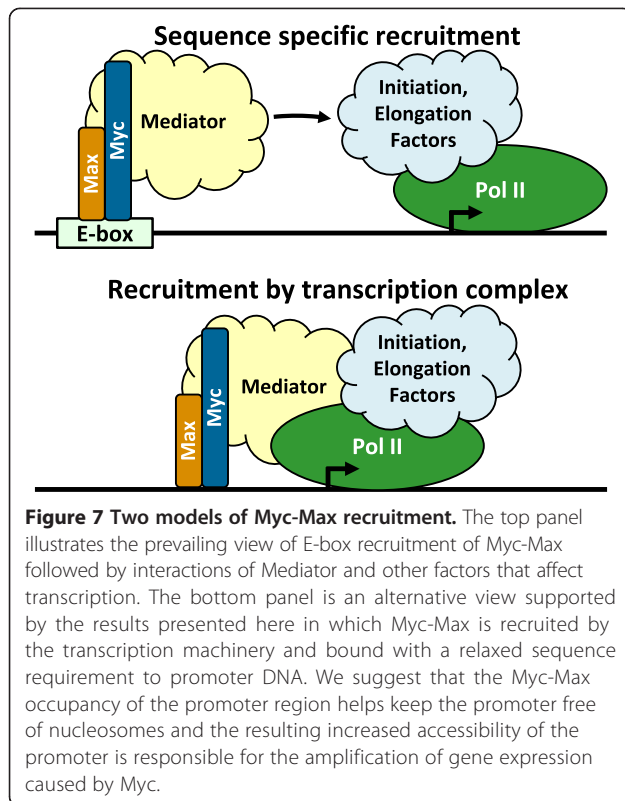 Sequence specific recruitment
Max
Myc
Mediator
Initiation,
Elongation
Factors
Pol II
E-box
Recruitment by transcription complex
Max
Myc
Mediator
Initiation,
Elongation
Factors
Pol II
Figure 7 Two models of Myc-Max recruitment. The top panel
illustrates the prevailing view of E-box recruitment of Myc-Max
followed by interactions of Mediator and other factors that affect
transcription. The bottom panel is an alternative view supported
by the results presented here in which Myc-Max is recruited by
the transcription machinery and bound with a relaxed sequence
requirement to promoter DNA. We suggest that the Myc-Max
occupancy of the promoter region helps keep the promoter free
of nucleosomes and the resulting increased accessibility of the
promoter is responsible for the amplification of gene expression
caused by Myc.